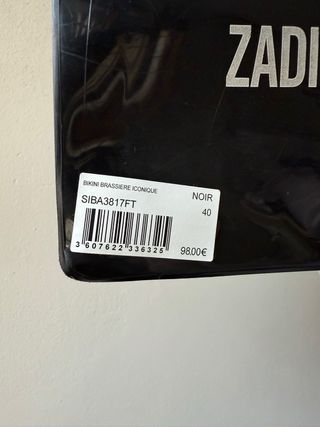 ZADI
BIKINI BRASSIERE ICONIQUE
SIBA3817FT NOIR
40
3 607622 336325 98.00€